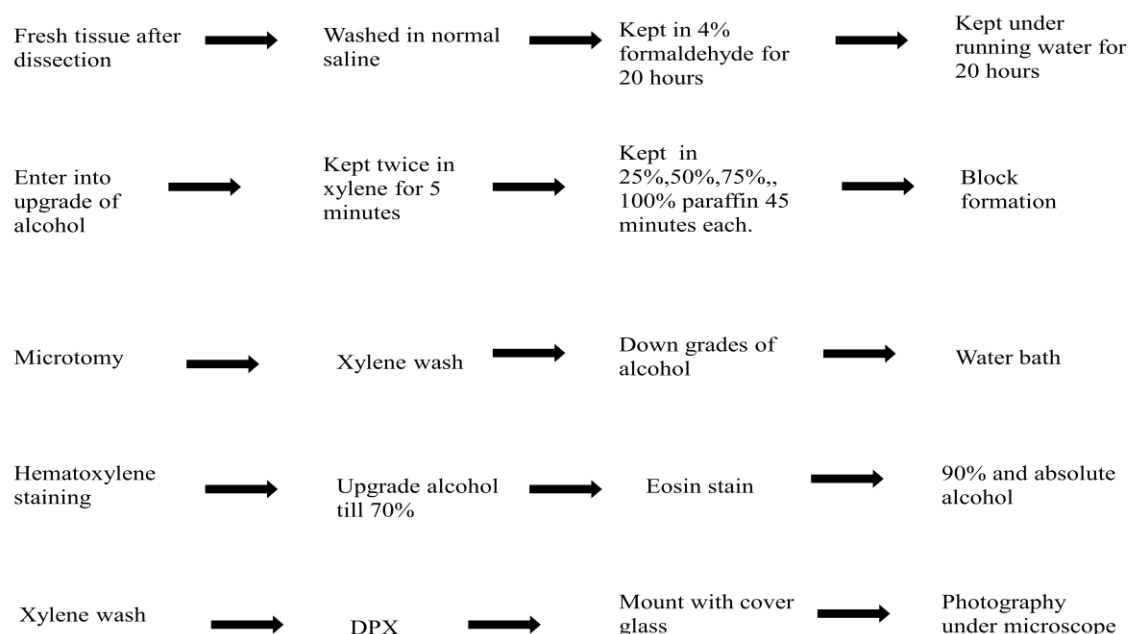 Fresh tissue after
dissection
Washed in normal
saline
Kept in 4%
formaldehyde for
20 hours
Kept under
running water for
20 hours
Enter into
upgrade of
alcohol
Kept twice in
xylene for 5
minutes
Kept in
25%,50%,75%,,
100% paraffin 45
minutes each.
Block
formation
Microtomy
Xylene wash
Down grades of
alcohol
Water bath
Hematoxylene
staining
Upgrade alcohol
till 70%
Eosin stain
90% and absolute
alcohol
Xylene wash
DPX
Mount with cover
glass
Photography
under microscope